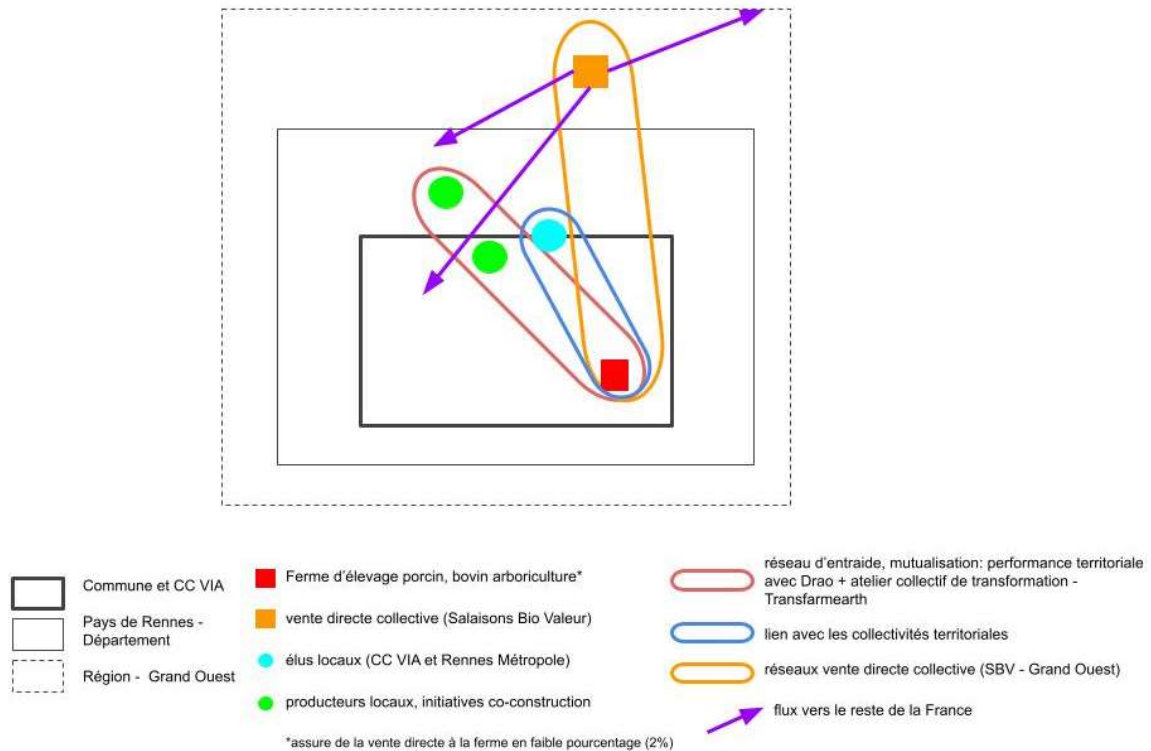 Commune et CC VIA
Pays de Rennes -
Département
Région - Grand Ouest
Ferme d'élevage porcin, bovin arboriculture*
vente directe collective (Salaisons Bio Valeur)
élus locaux (CC VIA et Rennes Métropole)
producteurs locaux, initiatives co-construction
*assure de la vente directe à la ferme en faible pourcentage (2%)
réseau d'entraide, mutualisation: performance territoriale
avec Drao + atelier collectif de transformation -
Transfarmearth
lien avec les collectivités territoriales
réseaux vente directe collective (SBV - Grand Ouest)
flux vers le reste de la France